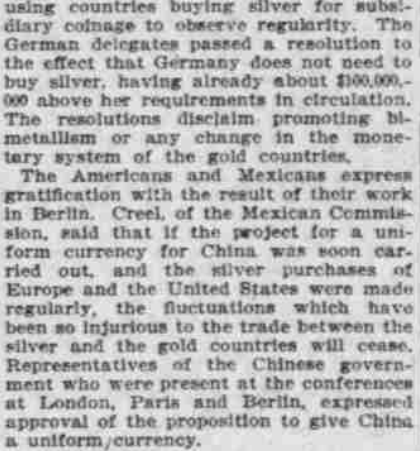 using countries buying silver for subsi-
diary coinage to observe regularity. The
German delegates passed a resolution to
the effect that Germany does not need to
buy silver, having already about $100,000,-
000 above her requirements in circulation.
The resolutions disclaim promoting bi-
metallism or any change in the mone-
tary system of the gold countries.
The Americans and Mexicans express
gratification with the result of their work
in Berlin. Creel, of the Mexican Commis-
sion, said that if the project for a uni-
form currency for China was soon car-
ried out, and the silver purchases of
Europe and the United States were made
regularly, the fluctuations which have
been so injurious to the trade between the
silver and the gold countries will cease.
Representatives of the Chinese govern-
ment who were present at the conferences
at London, Paris and Berlin, expressed
approval of the proposition to give China
a uniform currency.